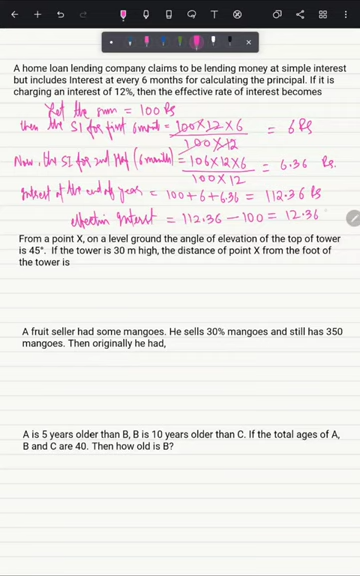 A home loan lending company claims to be lending money at simple interest
but includes Interest at every 6 months for calculating the principal. If it is
charging an interest of 12%, then the effective rate of interest becomes
Let the sum = 100 Rs
then the SI for first 6 month = 100×12×6 / 100×12 = 6 Rs
Now, the SI for 2nd Half (6 month) = 106×12×6 / 100×12 = 6.36 Rs.
Interest at the end of year = 100+6+6.36 = 112.36 Rs
effective interest = 112.36 - 100 = 12.36
From a point X, on a level ground the angle of elevation of the top of tower
is 45°. If the tower is 30 m high, the distance of point X from the foot of
the tower is
A fruit seller had some mangoes. He sells 30% mangoes and still has 350
mangoes. Then originally he had,
A is 5 years older than B, B is 10 years older than C. If the total ages of A,
B and C are 40. Then how old is B?